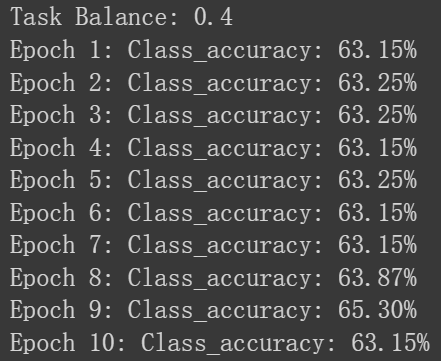 Task Balance: 0.4
Epoch 1: Class_accuracy: 63.15%
Epoch 2: Class_accuracy: 63.25%
Epoch 3: Class_accuracy: 63.25%
Epoch 4: Class_accuracy: 63.15%
Epoch 5: Class_accuracy: 63.25%
Epoch 6: Class_accuracy: 63.15%
Epoch 7: Class_accuracy: 63.15%
Epoch 8: Class_accuracy: 63.87%
Epoch 9: Class_accuracy: 65.30%
Epoch 10: Class_accuracy: 63.15%